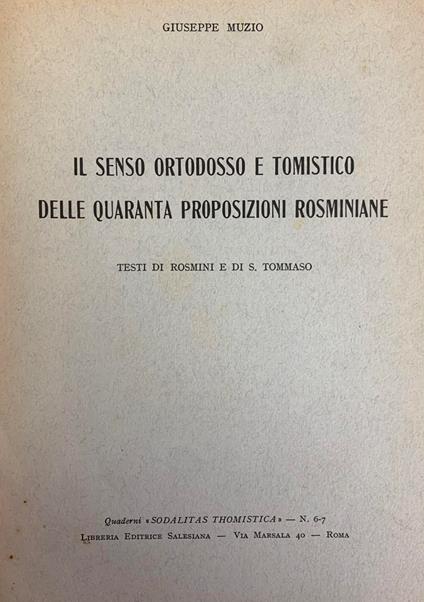 GIUSEPPE MUZIO
IL SENSO ORTODOSSO E TOMISTICO
DELLE QUARANTA PROPOSIZIONI ROSMINIANE
TESTI DI ROSMINI E DI S. TOMMASO
Quaderni «SODALITAS THOMISTICA» — N. 6-7
LIBRERIA EDITRICE SALESIANA — VIA MARSALA 40 — ROMA